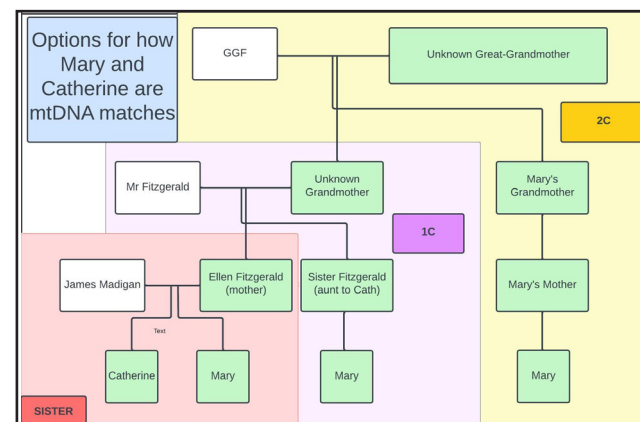 Options for how
Mary and
Catherine are
mtDNA matches
GGF
Unknown Great-Grandmother
2C
Mr Fitzgerald
Unknown
Grandmother
Mary's
Grandmother
1C
James Madigan
Ellen Fitzgerald
(mother)
Sister Fitzgerald
(aunt to Cath)
Mary's Mother
Text
Catherine
Mary
Mary
Mary
SISTER